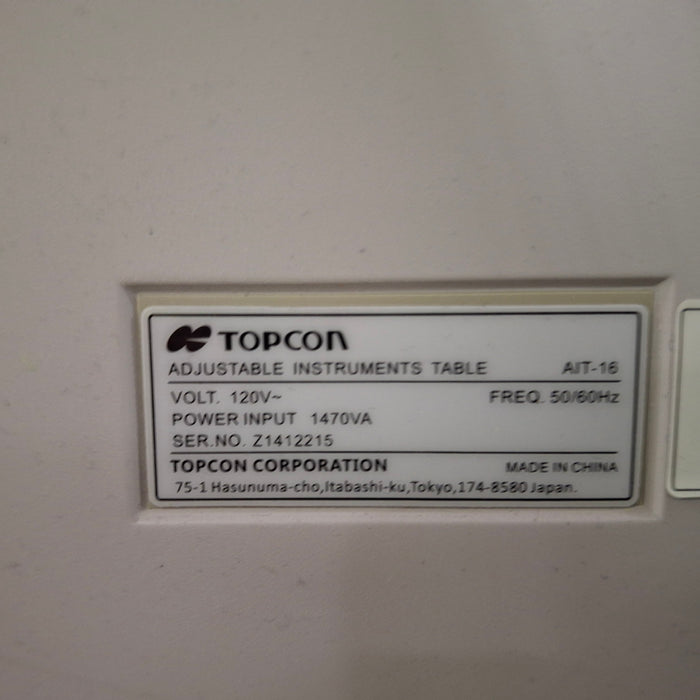 TOPCON
ADJUSTABLE INSTRUMENTS TABLE AIT-16
VOLT. 120V~ FREQ. 50/60Hz
POWER INPUT 1470VA
SER.NO. Z1412215
TOPCON CORPORATION MADE IN CHINA
75-1 Hasunuma-cho,Itabashi-ku,Tokyo,174-8580 Japan.